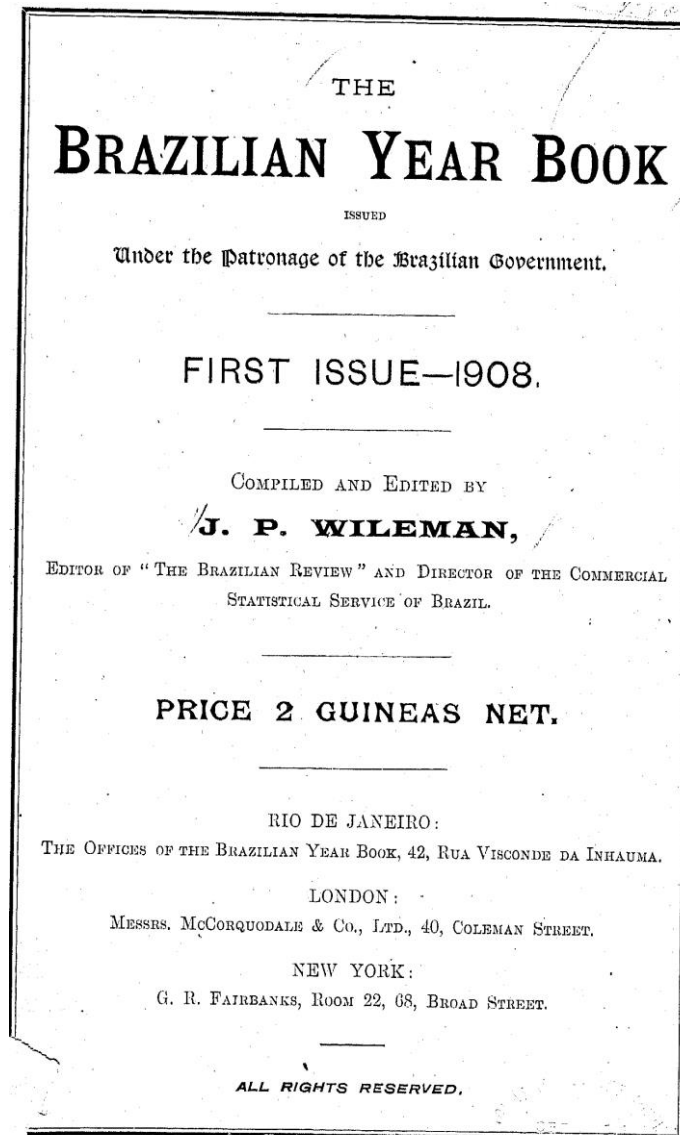 THE
BRAZILIAN YEAR BOOK
ISSUED
Under the Patronage of the Brazilian Government.
FIRST ISSUE—1908.
COMPILED AND EDITED BY
J. P. WILEMAN,
EDITOR OF "THE BRAZILIAN REVIEW" AND DIRECTOR OF THE COMMERCIAL
STATISTICAL SERVICE OF BRAZIL.
PRICE 2 GUINEAS NET.
RIO DE JANEIRO:
THE OFFICES OF THE BRAZILIAN YEAR BOOK, 42, RUA VISCONDE DA INHAUMA.
LONDON:
MESSRS. MCCORQUODALE & CO., LTD., 40, COLEMAN STREET.
NEW YORK:
G. R. FAIRBANKS, ROOM 22, 68, BROAD STREET.
ALL RIGHTS RESERVED.